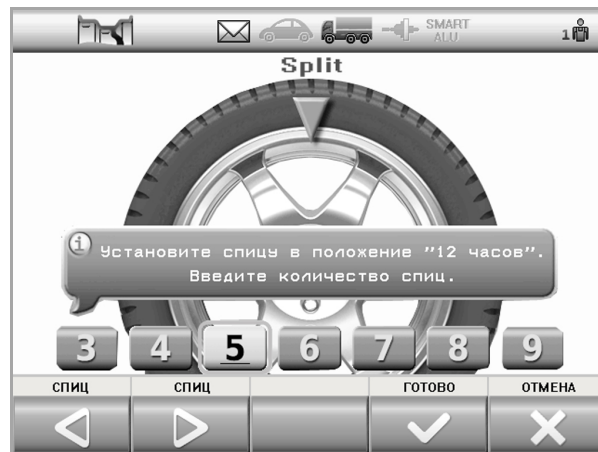 SMART
ALU
1
Split
Установите спицу в положение "12 часов".
Введите количество спиц.
3 4 5 6 7 8 9
СПИЦ СПИЦ ГОТОВО ОТМЕНА